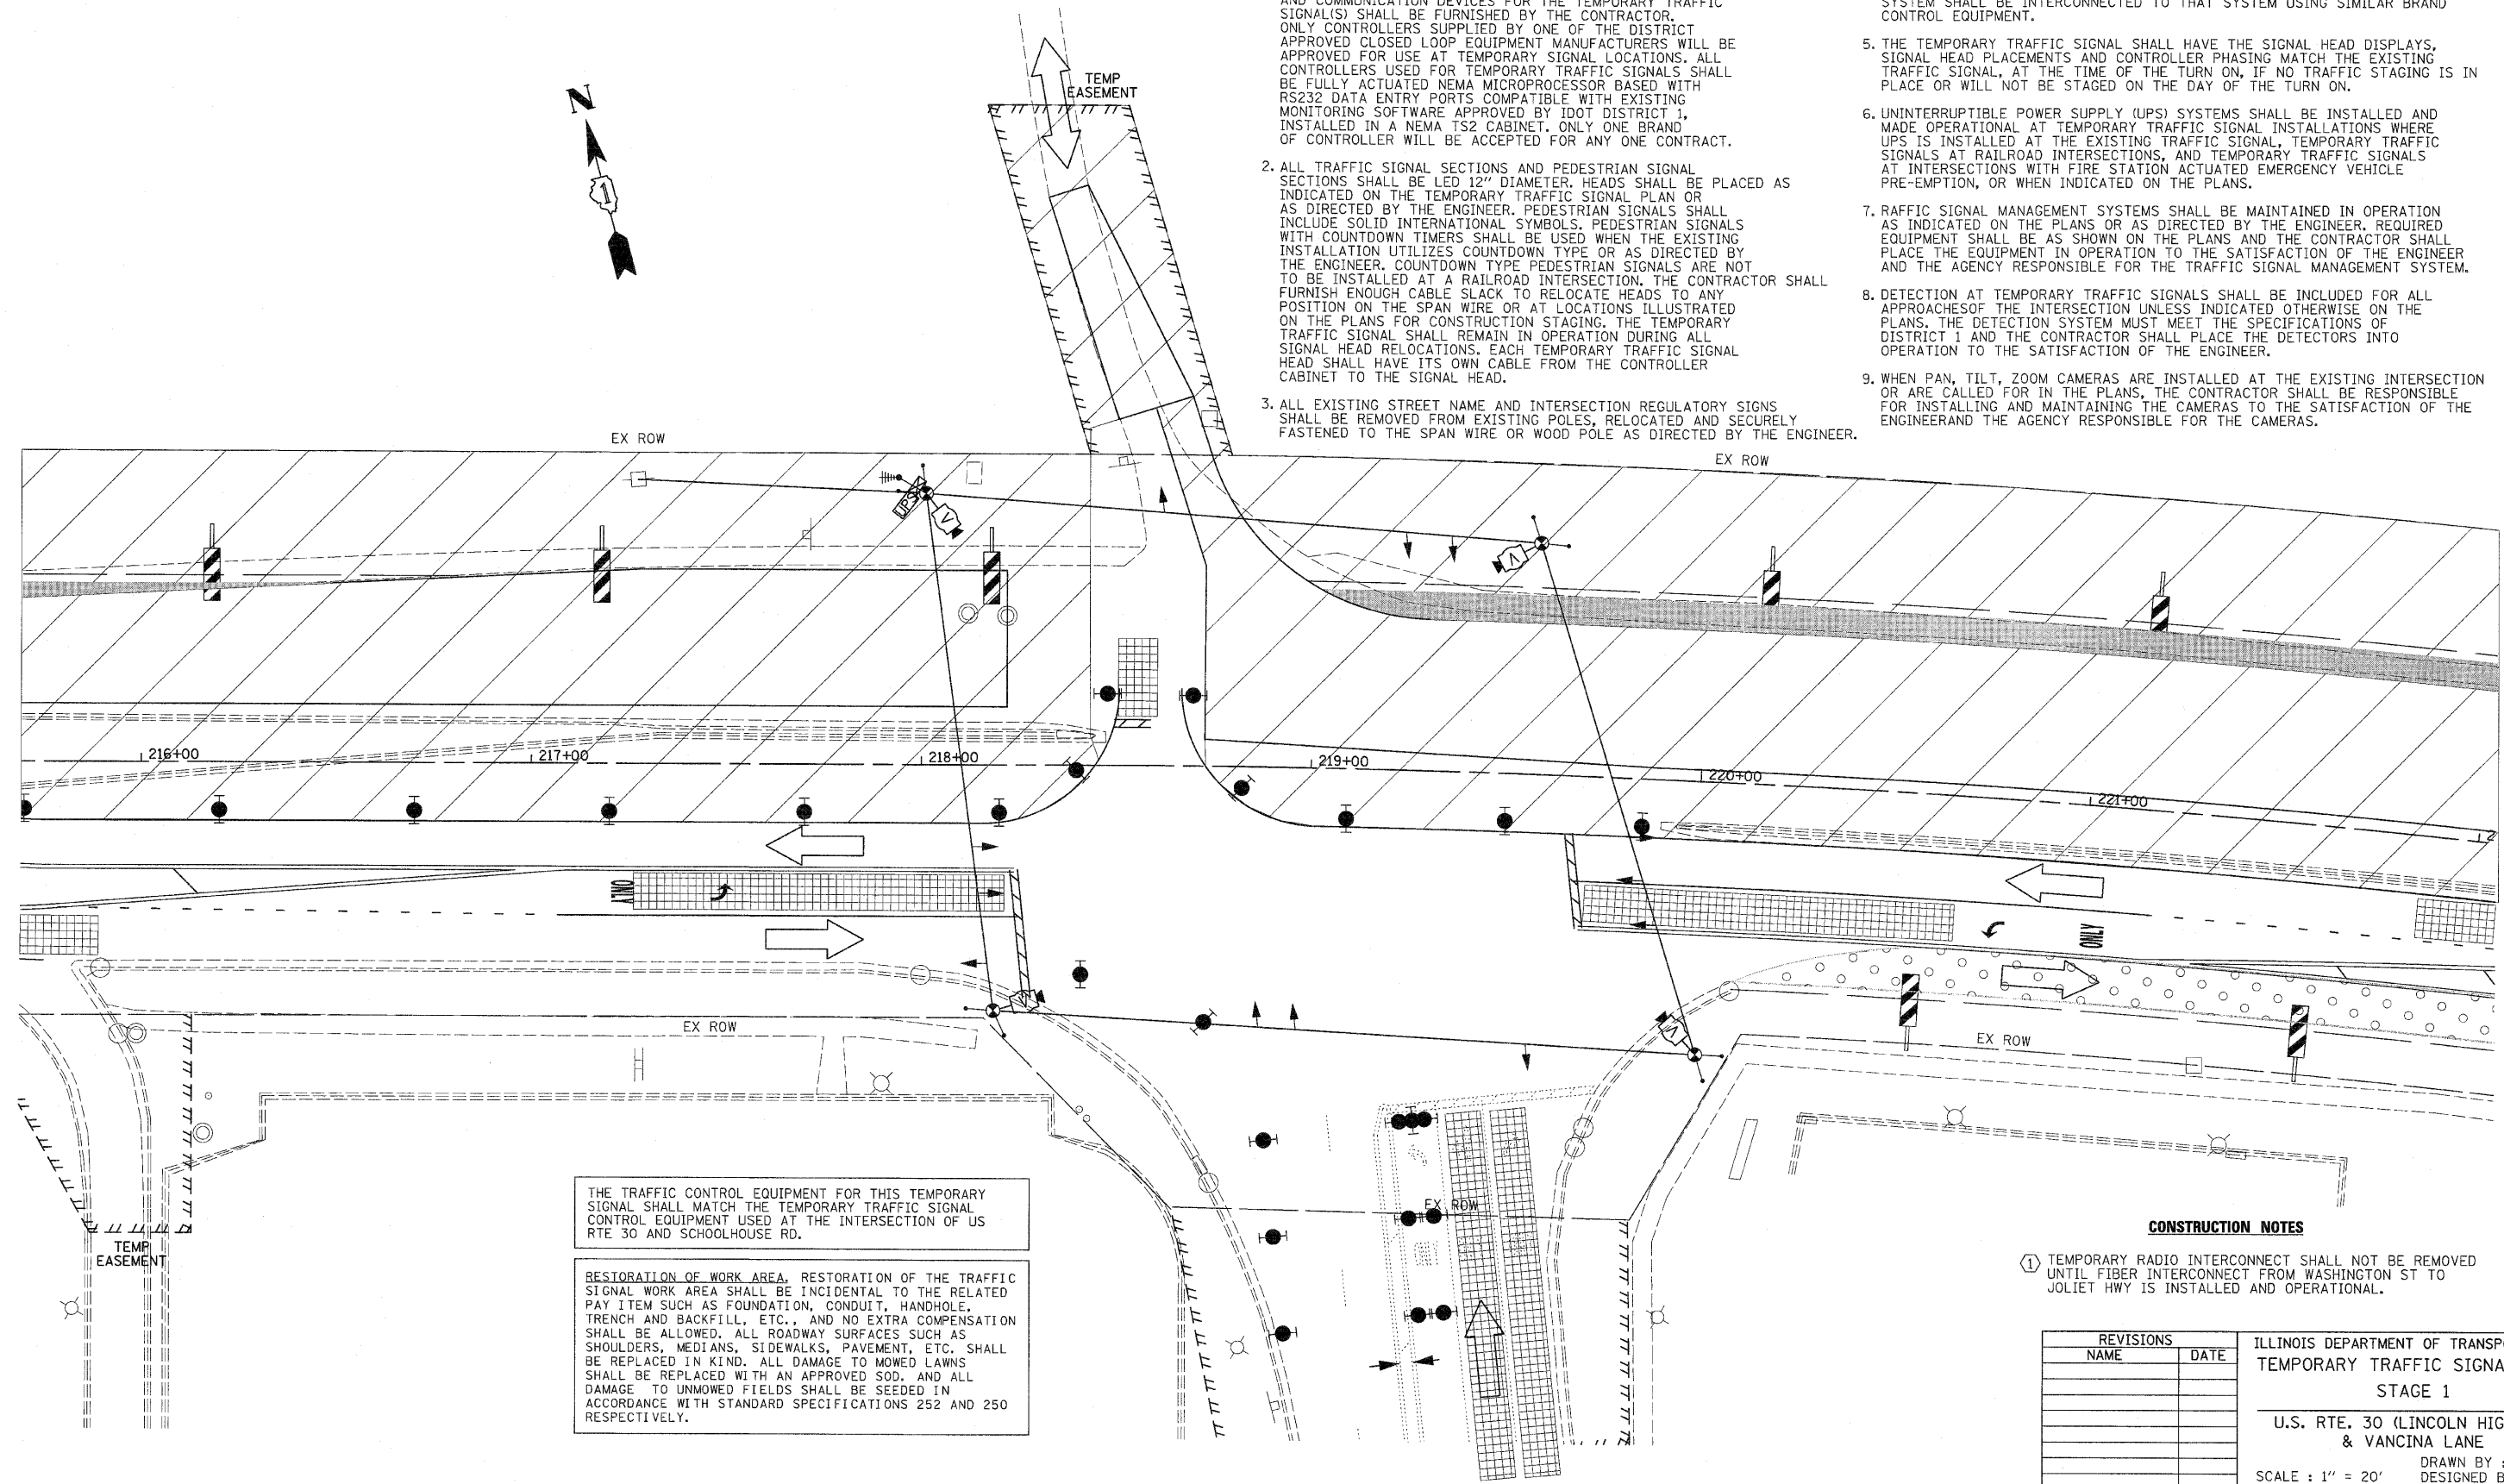 AND COMMUNICATION DEVICES FOR THE TEMPORARY TRAFFIC
SIGNAL(S) SHALL BE FURNISHED BY THE CONTRACTOR.
ONLY CONTROLLERS SUPPLIED BY ONE OF THE DISTRICT
APPROVED CLOSED LOOP EQUIPMENT MANUFACTURERS WILL BE
APPROVED FOR USE AT TEMPORARY SIGNAL LOCATIONS. ALL
CONTROLLERS USED FOR TEMPORARY TRAFFIC SIGNALS SHALL
BE FULLY ACTUATED NEMA MICROPROCESSOR BASED WITH
RS232 DATA ENTRY PORTS COMPATIBLE WITH EXISTING
MONITORING SOFTWARE APPROVED BY IDOT DISTRICT 1,
INSTALLED IN A NEMA TS2 CABINET. ONLY ONE BRAND
OF CONTROLLER WILL BE ACCEPTED FOR ANY ONE CONTRACT.
2. ALL TRAFFIC SIGNAL SECTIONS AND PEDESTRIAN SIGNAL
SECTIONS SHALL BE LED 12" DIAMETER. HEADS SHALL BE PLACED AS
INDICATED ON THE TEMPORARY TRAFFIC SIGNAL PLAN OR
AS DIRECTED BY THE ENGINEER. PEDESTRIAN SIGNALS SHALL
INCLUDE SOLID INTERNATIONAL SYMBOLS. PEDESTRIAN SIGNALS
WITH COUNTDOWN TIMERS SHALL BE USED WHEN THE EXISTING
INSTALLATION UTILIZES COUNTDOWN TYPE OR AS DIRECTED BY
THE ENGINEER. COUNTDOWN TYPE PEDESTRIAN SIGNALS ARE NOT
TO BE INSTALLED AT A RAILROAD INTERSECTION. THE CONTRACTOR SHALL
FURNISH ENOUGH CABLE SLACK TO RELOCATE HEADS TO ANY
POSITION ON THE SPAN WIRE OR AT LOCATIONS ILLUSTRATED
ON THE PLANS FOR CONSTRUCTION STAGING. THE TEMPORARY
TRAFFIC SIGNAL SHALL REMAIN IN OPERATION DURING ALL
SIGNAL HEAD RELOCATIONS. EACH TEMPORARY TRAFFIC SIGNAL
HEAD SHALL HAVE ITS OWN CABLE FROM THE CONTROLLER
CABINET TO THE SIGNAL HEAD.
3. ALL EXISTING STREET NAME AND INTERSECTION REGULATORY SIGNS
SHALL BE REMOVED FROM EXISTING POLES, RELOCATED AND SECURELY
FASTENED TO THE SPAN WIRE OR WOOD POLE AS DIRECTED BY THE ENGINEER.
SYSTEM SHALL BE INTERCONNECTED TO THAT SYSTEM USING SIMILAR BRAND
CONTROL EQUIPMENT.
5. THE TEMPORARY TRAFFIC SIGNAL SHALL HAVE THE SIGNAL HEAD DISPLAYS,
SIGNAL HEAD PLACEMENTS AND CONTROLLER PHASING MATCH THE EXISTING
TRAFFIC SIGNAL, AT THE TIME OF THE TURN ON, IF NO TRAFFIC STAGING IS IN
PLACE OR WILL NOT BE STAGED ON THE DAY OF THE TURN ON.
6. UNINTERRUPTIBLE POWER SUPPLY (UPS) SYSTEMS SHALL BE INSTALLED AND
MADE OPERATIONAL AT TEMPORARY TRAFFIC SIGNAL INSTALLATIONS WHERE
UPS IS INSTALLED AT THE EXISTING TRAFFIC SIGNAL, TEMPORARY TRAFFIC
SIGNALS AT RAILROAD INTERSECTIONS, AND TEMPORARY TRAFFIC SIGNALS
AT INTERSECTIONS WITH FIRE STATION ACTUATED EMERGENCY VEHICLE
PRE-EMPTION, OR WHEN INDICATED ON THE PLANS.
7. RAFFIC SIGNAL MANAGEMENT SYSTEMS SHALL BE MAINTAINED IN OPERATION
AS INDICATED ON THE PLANS OR AS DIRECTED BY THE ENGINEER. REQUIRED
EQUIPMENT SHALL BE AS SHOWN ON THE PLANS AND THE CONTRACTOR SHALL
PLACE THE EQUIPMENT IN OPERATION TO THE SATISFACTION OF THE ENGINEER
AND THE AGENCY RESPONSIBLE FOR THE TRAFFIC SIGNAL MANAGEMENT SYSTEM.
8. DETECTION AT TEMPORARY TRAFFIC SIGNALS SHALL BE INCLUDED FOR ALL
APPROACHESOF THE INTERSECTION UNLESS INDICATED OTHERWISE ON THE
PLANS. THE DETECTION SYSTEM MUST MEET THE SPECIFICATIONS OF
DISTRICT 1 AND THE CONTRACTOR SHALL PLACE THE DETECTORS INTO
OPERATION TO THE SATISFACTION OF THE ENGINEER.
9. WHEN PAN, TILT, ZOOM CAMERAS ARE INSTALLED AT THE EXISTING INTERSECTION
OR ARE CALLED FOR IN THE PLANS, THE CONTRACTOR SHALL BE RESPONSIBLE
FOR INSTALLING AND MAINTAINING THE CAMERAS TO THE SATISFACTION OF THE
ENGINEERAND THE AGENCY RESPONSIBLE FOR THE CAMERAS.
N
1
TEMP
EASEMENT
EX ROW
EX ROW
UPS
V
V
216+00
217+00
218+00
219+00
220+00
221+00
2
ONLY
ONLY
V
V
EX ROW
EX ROW
EX ROW
TEMP
EASEMENT
THE TRAFFIC CONTROL EQUIPMENT FOR THIS TEMPORARY
SIGNAL SHALL MATCH THE TEMPORARY TRAFFIC SIGNAL
CONTROL EQUIPMENT USED AT THE INTERSECTION OF US
RTE 30 AND SCHOOLHOUSE RD.
RESTORATION OF WORK AREA. RESTORATION OF THE TRAFFIC
SIGNAL WORK AREA SHALL BE INCIDENTAL TO THE RELATED
PAY ITEM SUCH AS FOUNDATION, CONDUIT, HANDHOLE,
TRENCH AND BACKFILL, ETC., AND NO EXTRA COMPENSATION
SHALL BE ALLOWED. ALL ROADWAY SURFACES SUCH AS
SHOULDERS, MEDIANS, SIDEWALKS, PAVEMENT, ETC. SHALL
BE REPLACED IN KIND. ALL DAMAGE TO MOWED LAWNS
SHALL BE REPLACED WITH AN APPROVED SOD. AND ALL
DAMAGE TO UNMOWED FIELDS SHALL BE SEEDED IN
ACCORDANCE WITH STANDARD SPECIFICATIONS 252 AND 250
RESPECTIVELY.
CONSTRUCTION NOTES
1 TEMPORARY RADIO INTERCONNECT SHALL NOT BE REMOVED
UNTIL FIBER INTERCONNECT FROM WASHINGTON ST TO
JOLIET HWY IS INSTALLED AND OPERATIONAL.
REVISIONS
NAME DATE
ILLINOIS DEPARTMENT OF TRANSP
TEMPORARY TRAFFIC SIGNA
STAGE 1
U.S. RTE. 30 (LINCOLN HIG
& VANCINA LANE
DRAWN BY :
SCALE : 1" = 20' DESIGNED B